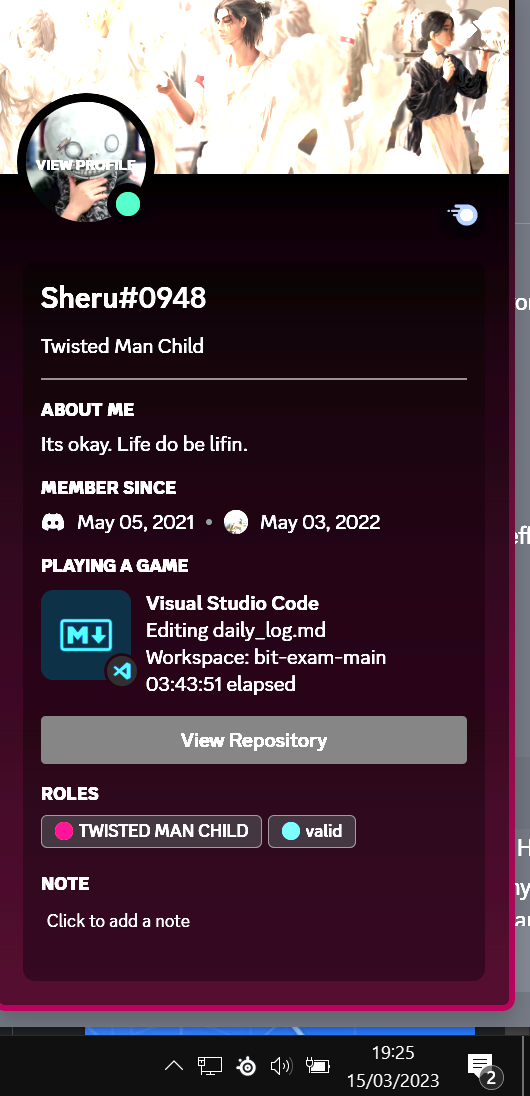 VIEW PROFILE
Sheru#0948
Twisted Man Child
ABOUT ME
Its okay. Life do be lifin.
MEMBER SINCE
May 05, 2021 • May 03, 2022
PLAYING A GAME
Visual Studio Code
Editing daily_log.md
Workspace: bit-exam-main
03:43:51 elapsed
View Repository
ROLES
TWISTED MAN CHILD valid
NOTE
Click to add a note
19:25
15/03/2023
2